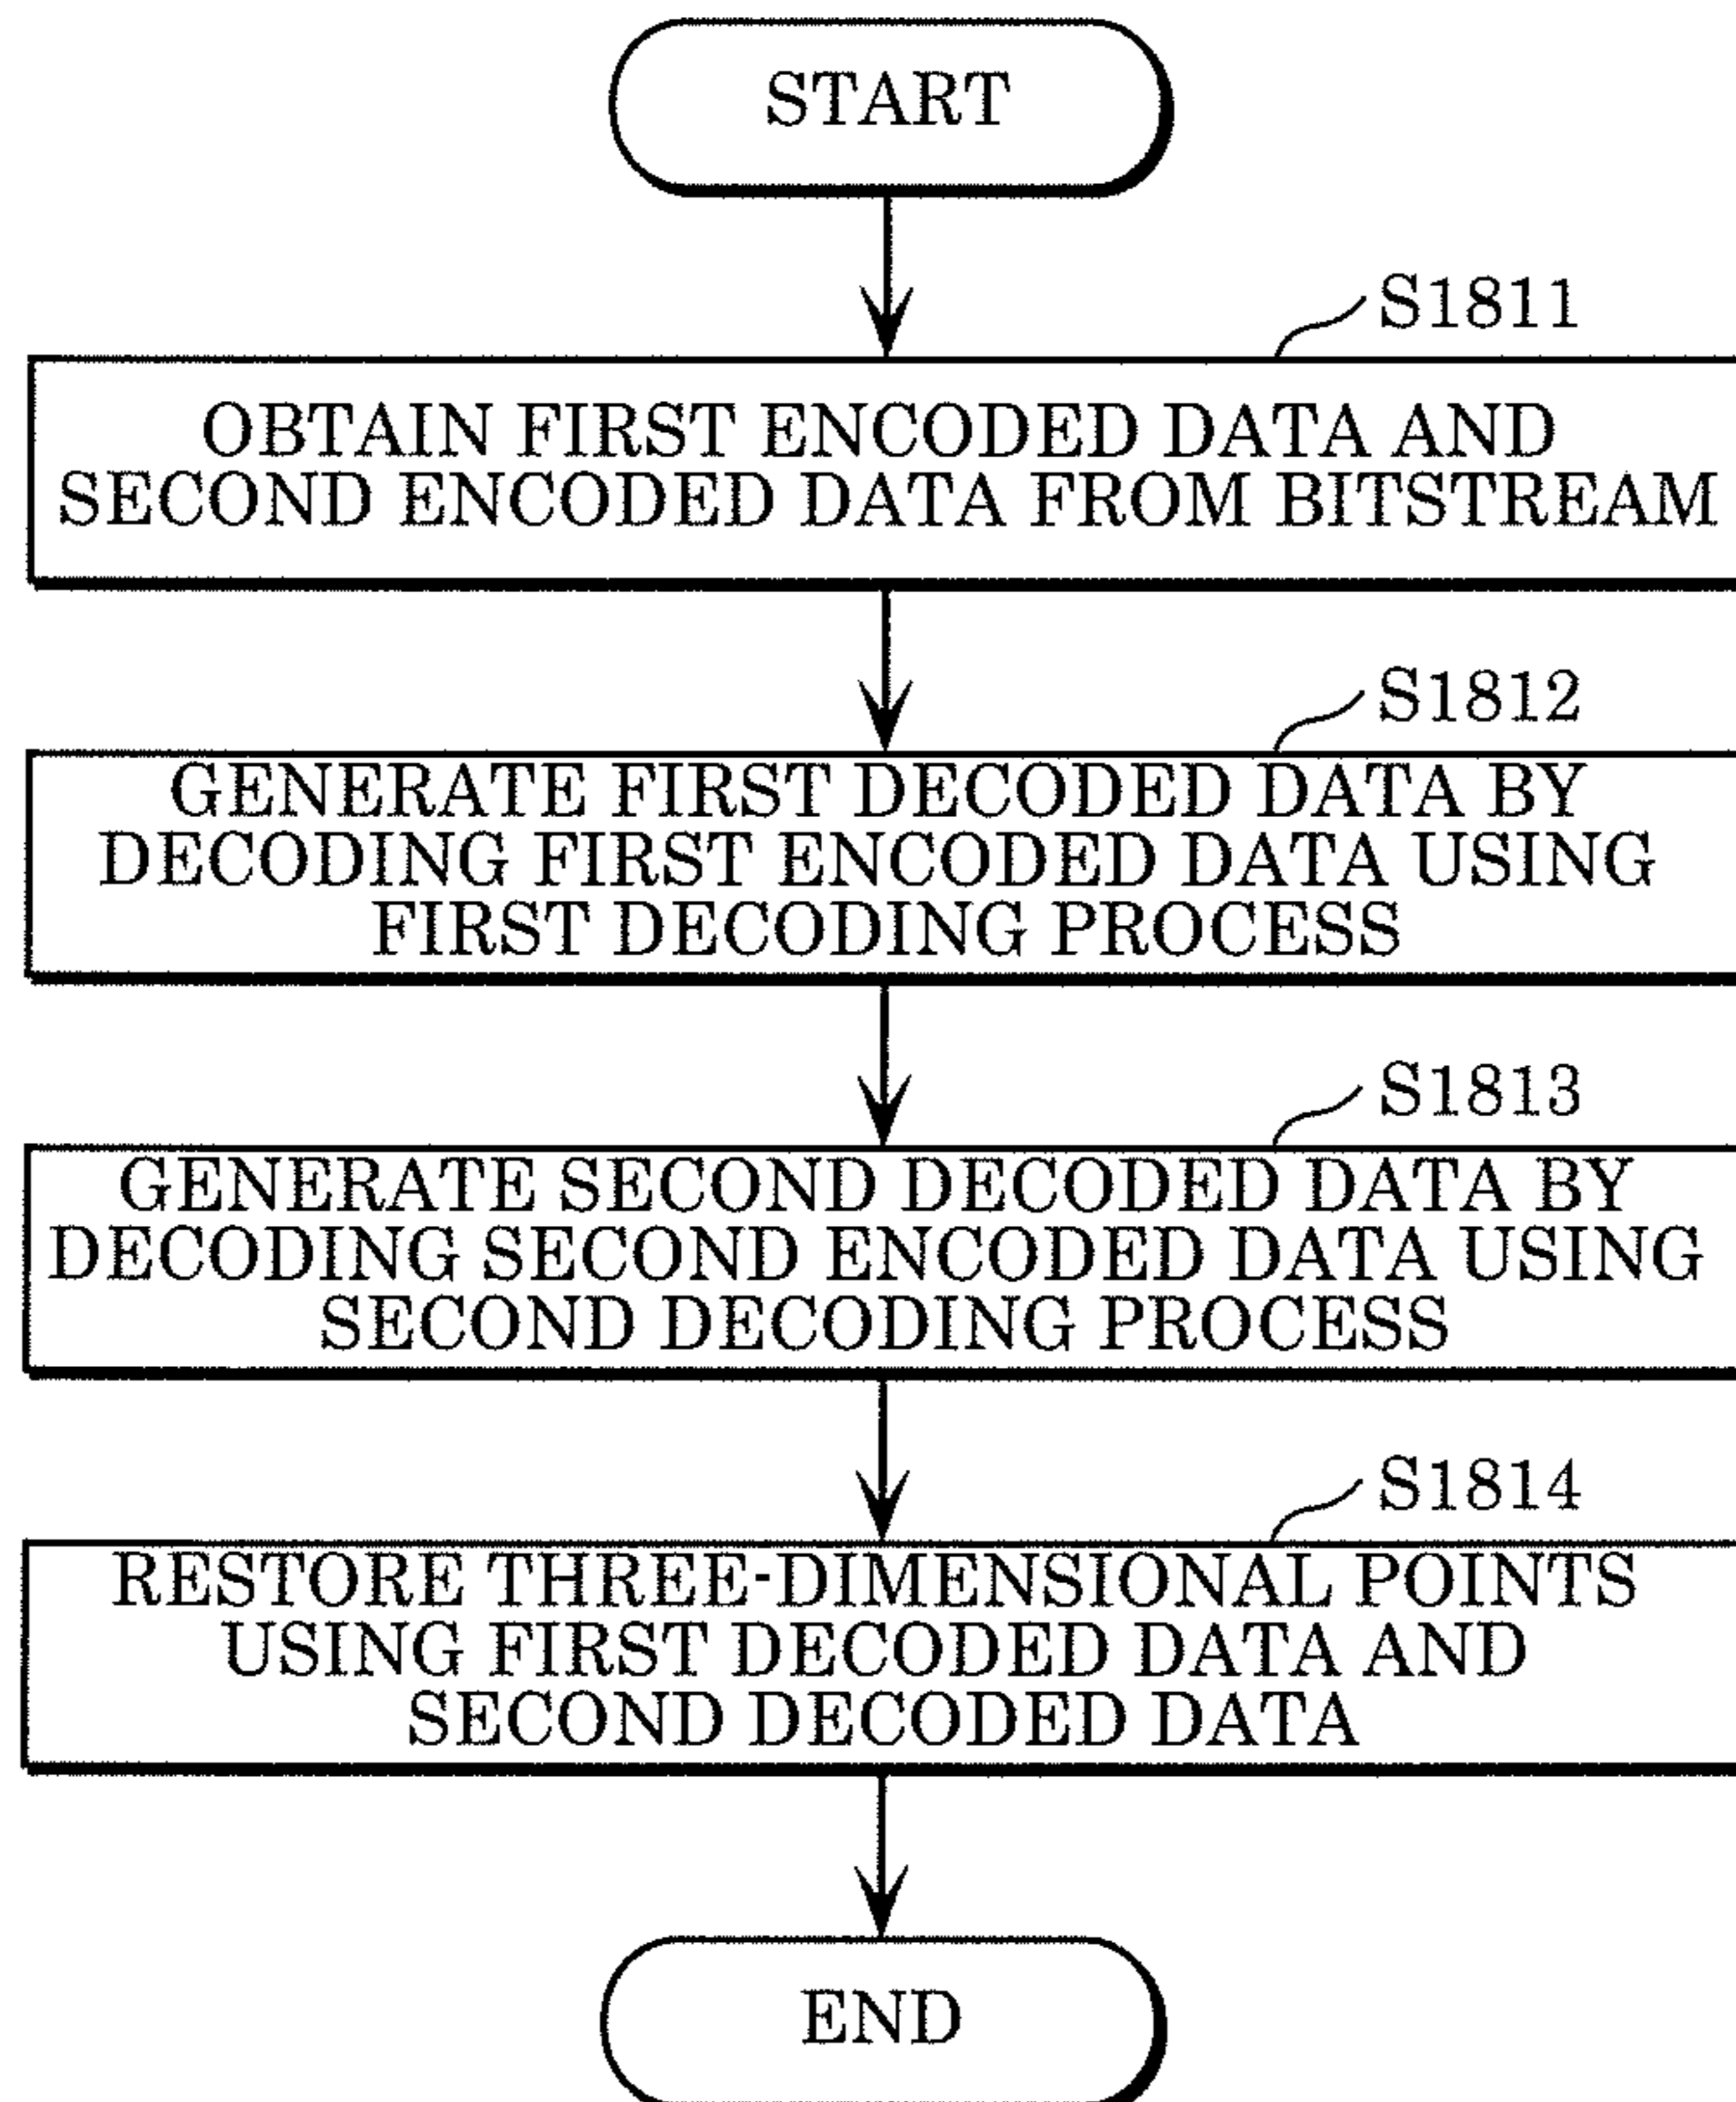 START
S1811
OBTAIN FIRST ENCODED DATA AND
SECOND ENCODED DATA FROM BITSTREAM
S1812
GENERATE FIRST DECODED DATA BY
DECODING FIRST ENCODED DATA USING
FIRST DECODING PROCESS
S1813
GENERATE SECOND DECODED DATA BY
DECODING SECOND ENCODED DATA USING
SECOND DECODING PROCESS
S1814
RESTORE THREE-DIMENSIONAL POINTS
USING FIRST DECODED DATA AND
SECOND DECODED DATA
END